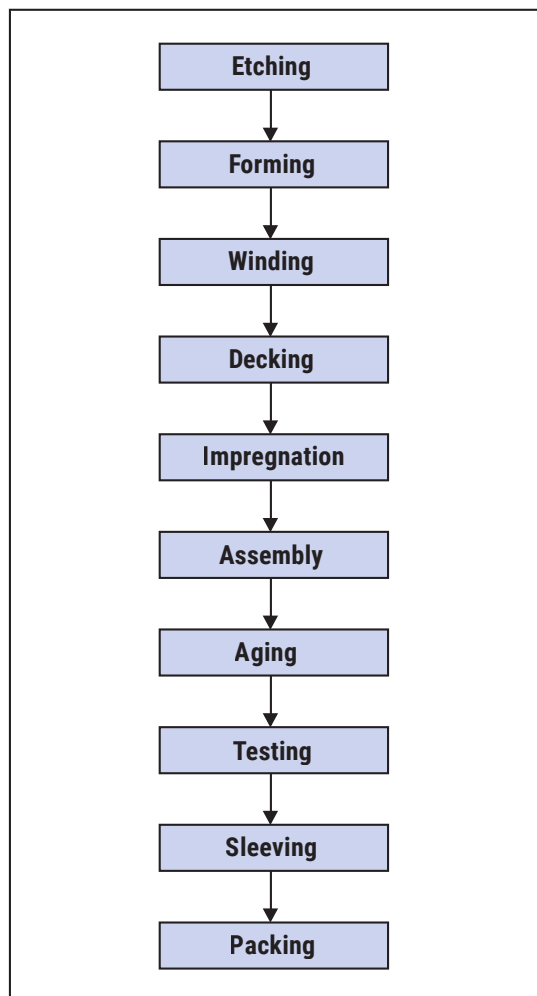 Etching
Forming
Winding
Decking
Impregnation
Assembly
Aging
Testing
Sleeving
Packing